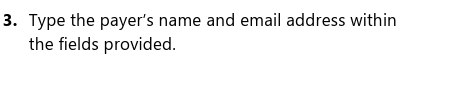 3. Type the payer's name and email address within
the fields provided.